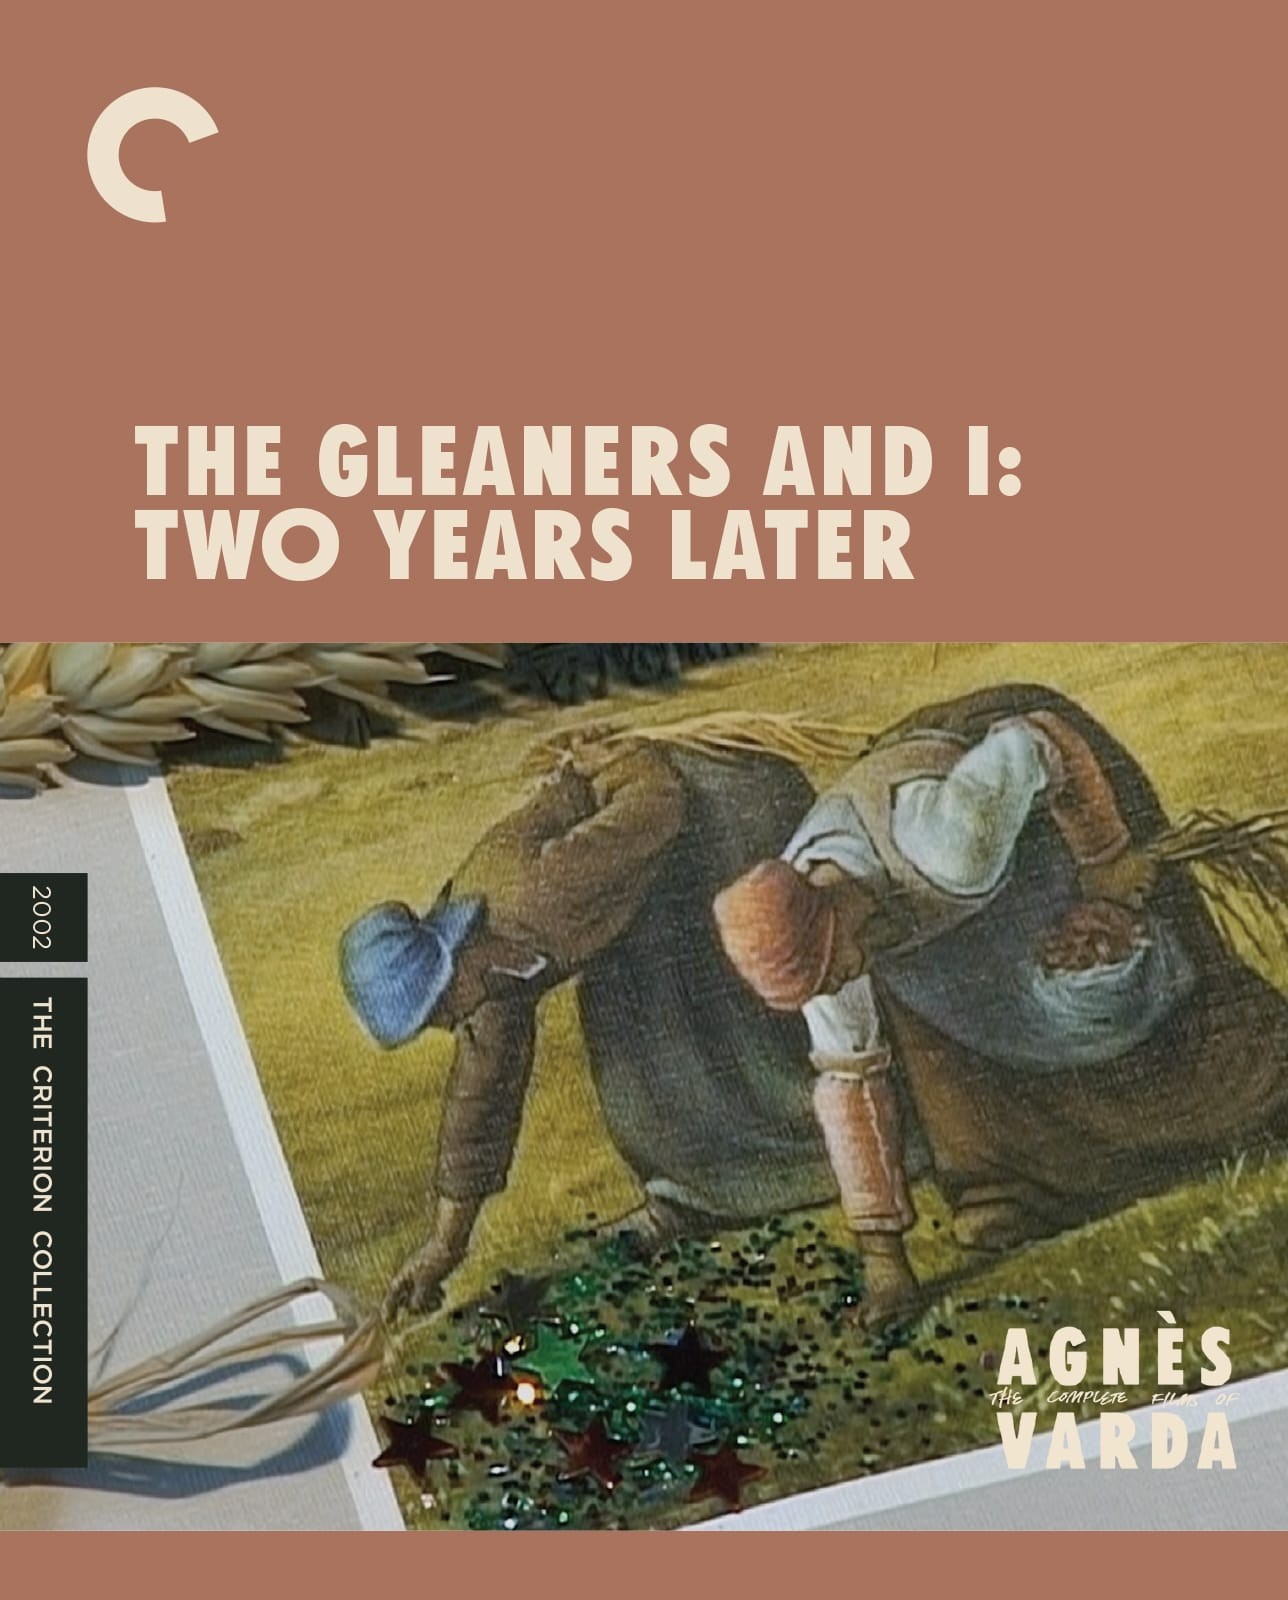 THE GLEANERS AND I:
TWO YEARS LATER
2002
THE CRITERION COLLECTION
AGNÈS
THE COMPLETE FILMS OF
VARDA